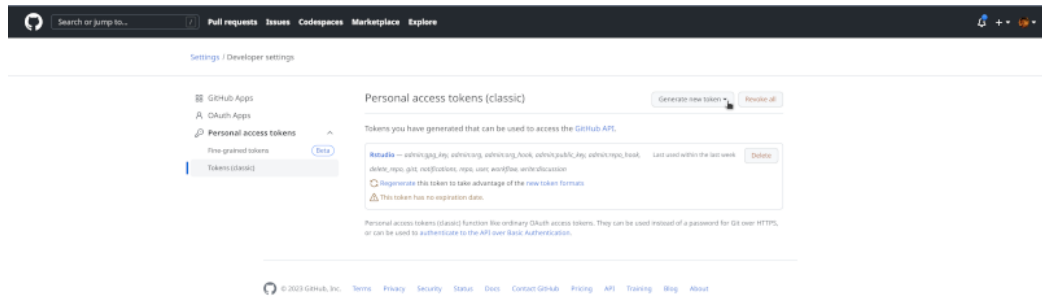 Search or jump to... / Pull requests Issues Codespaces Marketplace Explore
Settings / Developer settings
GitHub Apps
OAuth Apps
Personal access tokens
Fine-grained tokens Beta
Tokens (classic)
Personal access tokens (classic) Generate new token Revoke all
Tokens you have generated that can be used to access the GitHub API.
Rstudio — admin:gpg_key, admin:org, admin:org_hook, admin:public_key, admin:repo_hook, Last used within the last week Delete
delete_repo, gist, notifications, repo, user, workflow, write:discussion
Regenerate this token to take advantage of the new token formats
This token has no expiration date.
Personal access tokens (classic) function like ordinary OAuth access tokens. They can be used instead of a password for Git over HTTPS,
or can be used to authenticate to the API over Basic Authentication.
© 2023 GitHub, Inc. Terms Privacy Security Status Docs Contact GitHub Pricing API Training Blog About